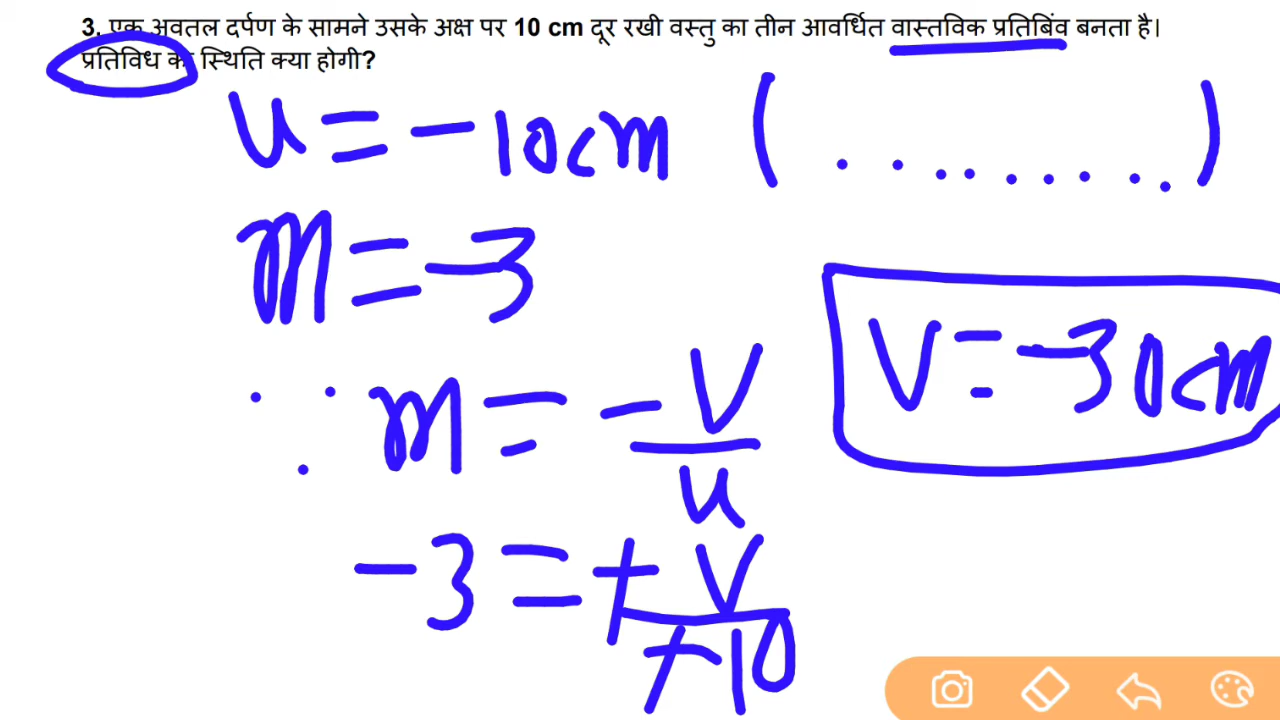 3. एक अवतल दर्पण के सामने उसके अक्ष पर 10 cm दूर रखी वस्तु का तीन आवर्धित वास्तविक प्रतिबिंव बनता है।
प्रतिविध क स्थिति क्या होगी?
u = -10cm (.........)
m = -3
∵ m = -v/u
-3 = +v/+10
v = -30cm